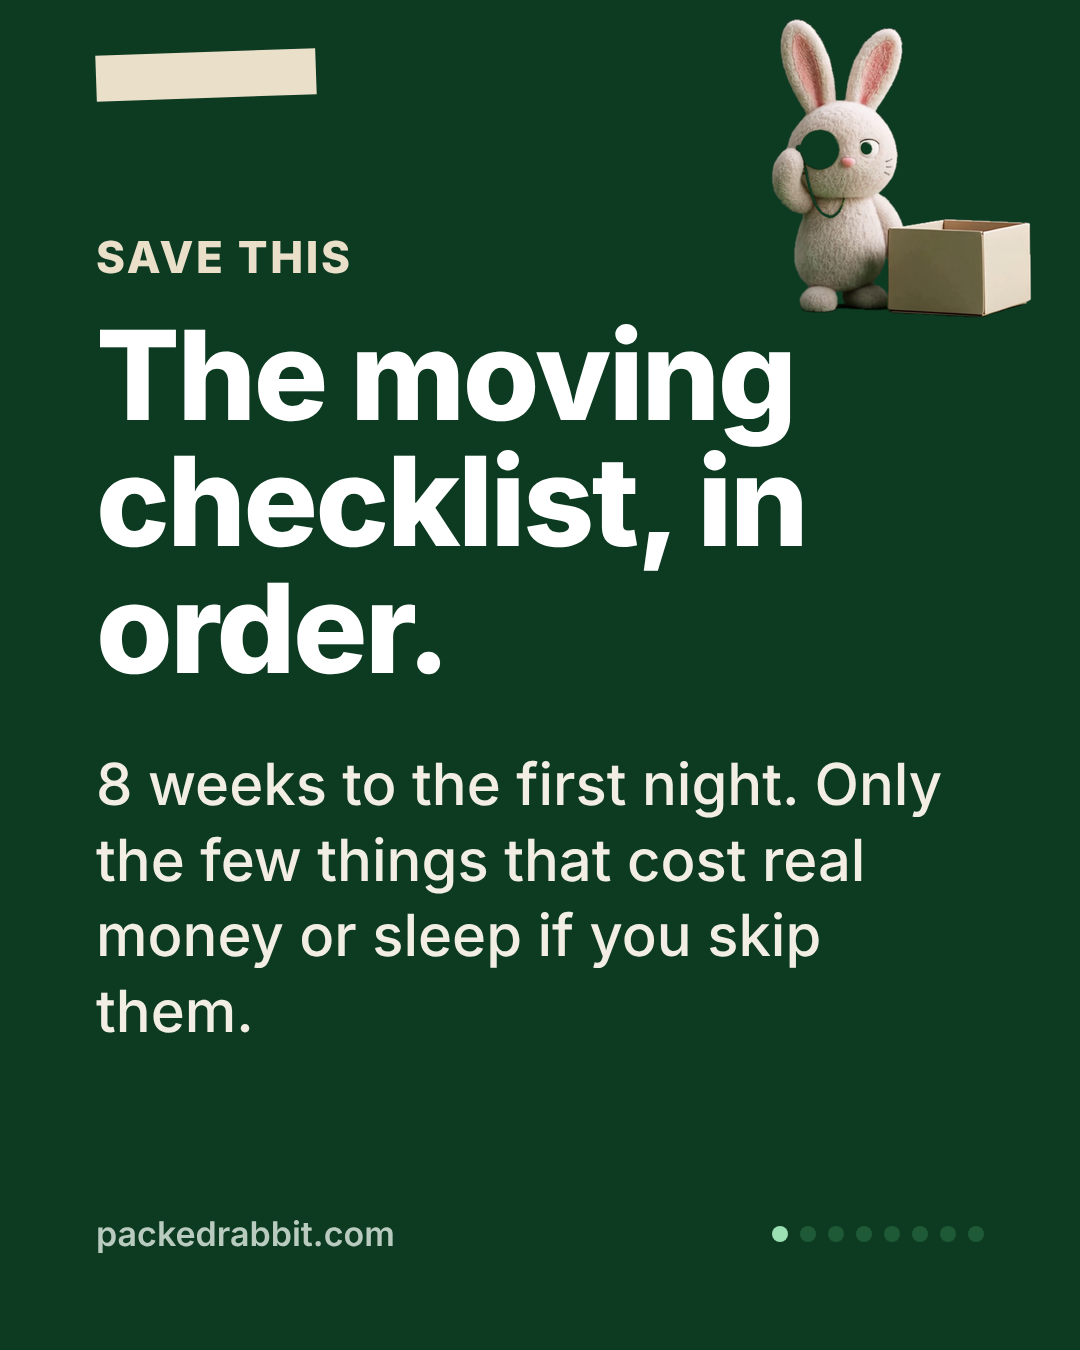 SAVE THIS
The moving
checklist, in
order.
8 weeks to the first night. Only
the few things that cost real
money or sleep if you skip
them.
packedrabbit.com